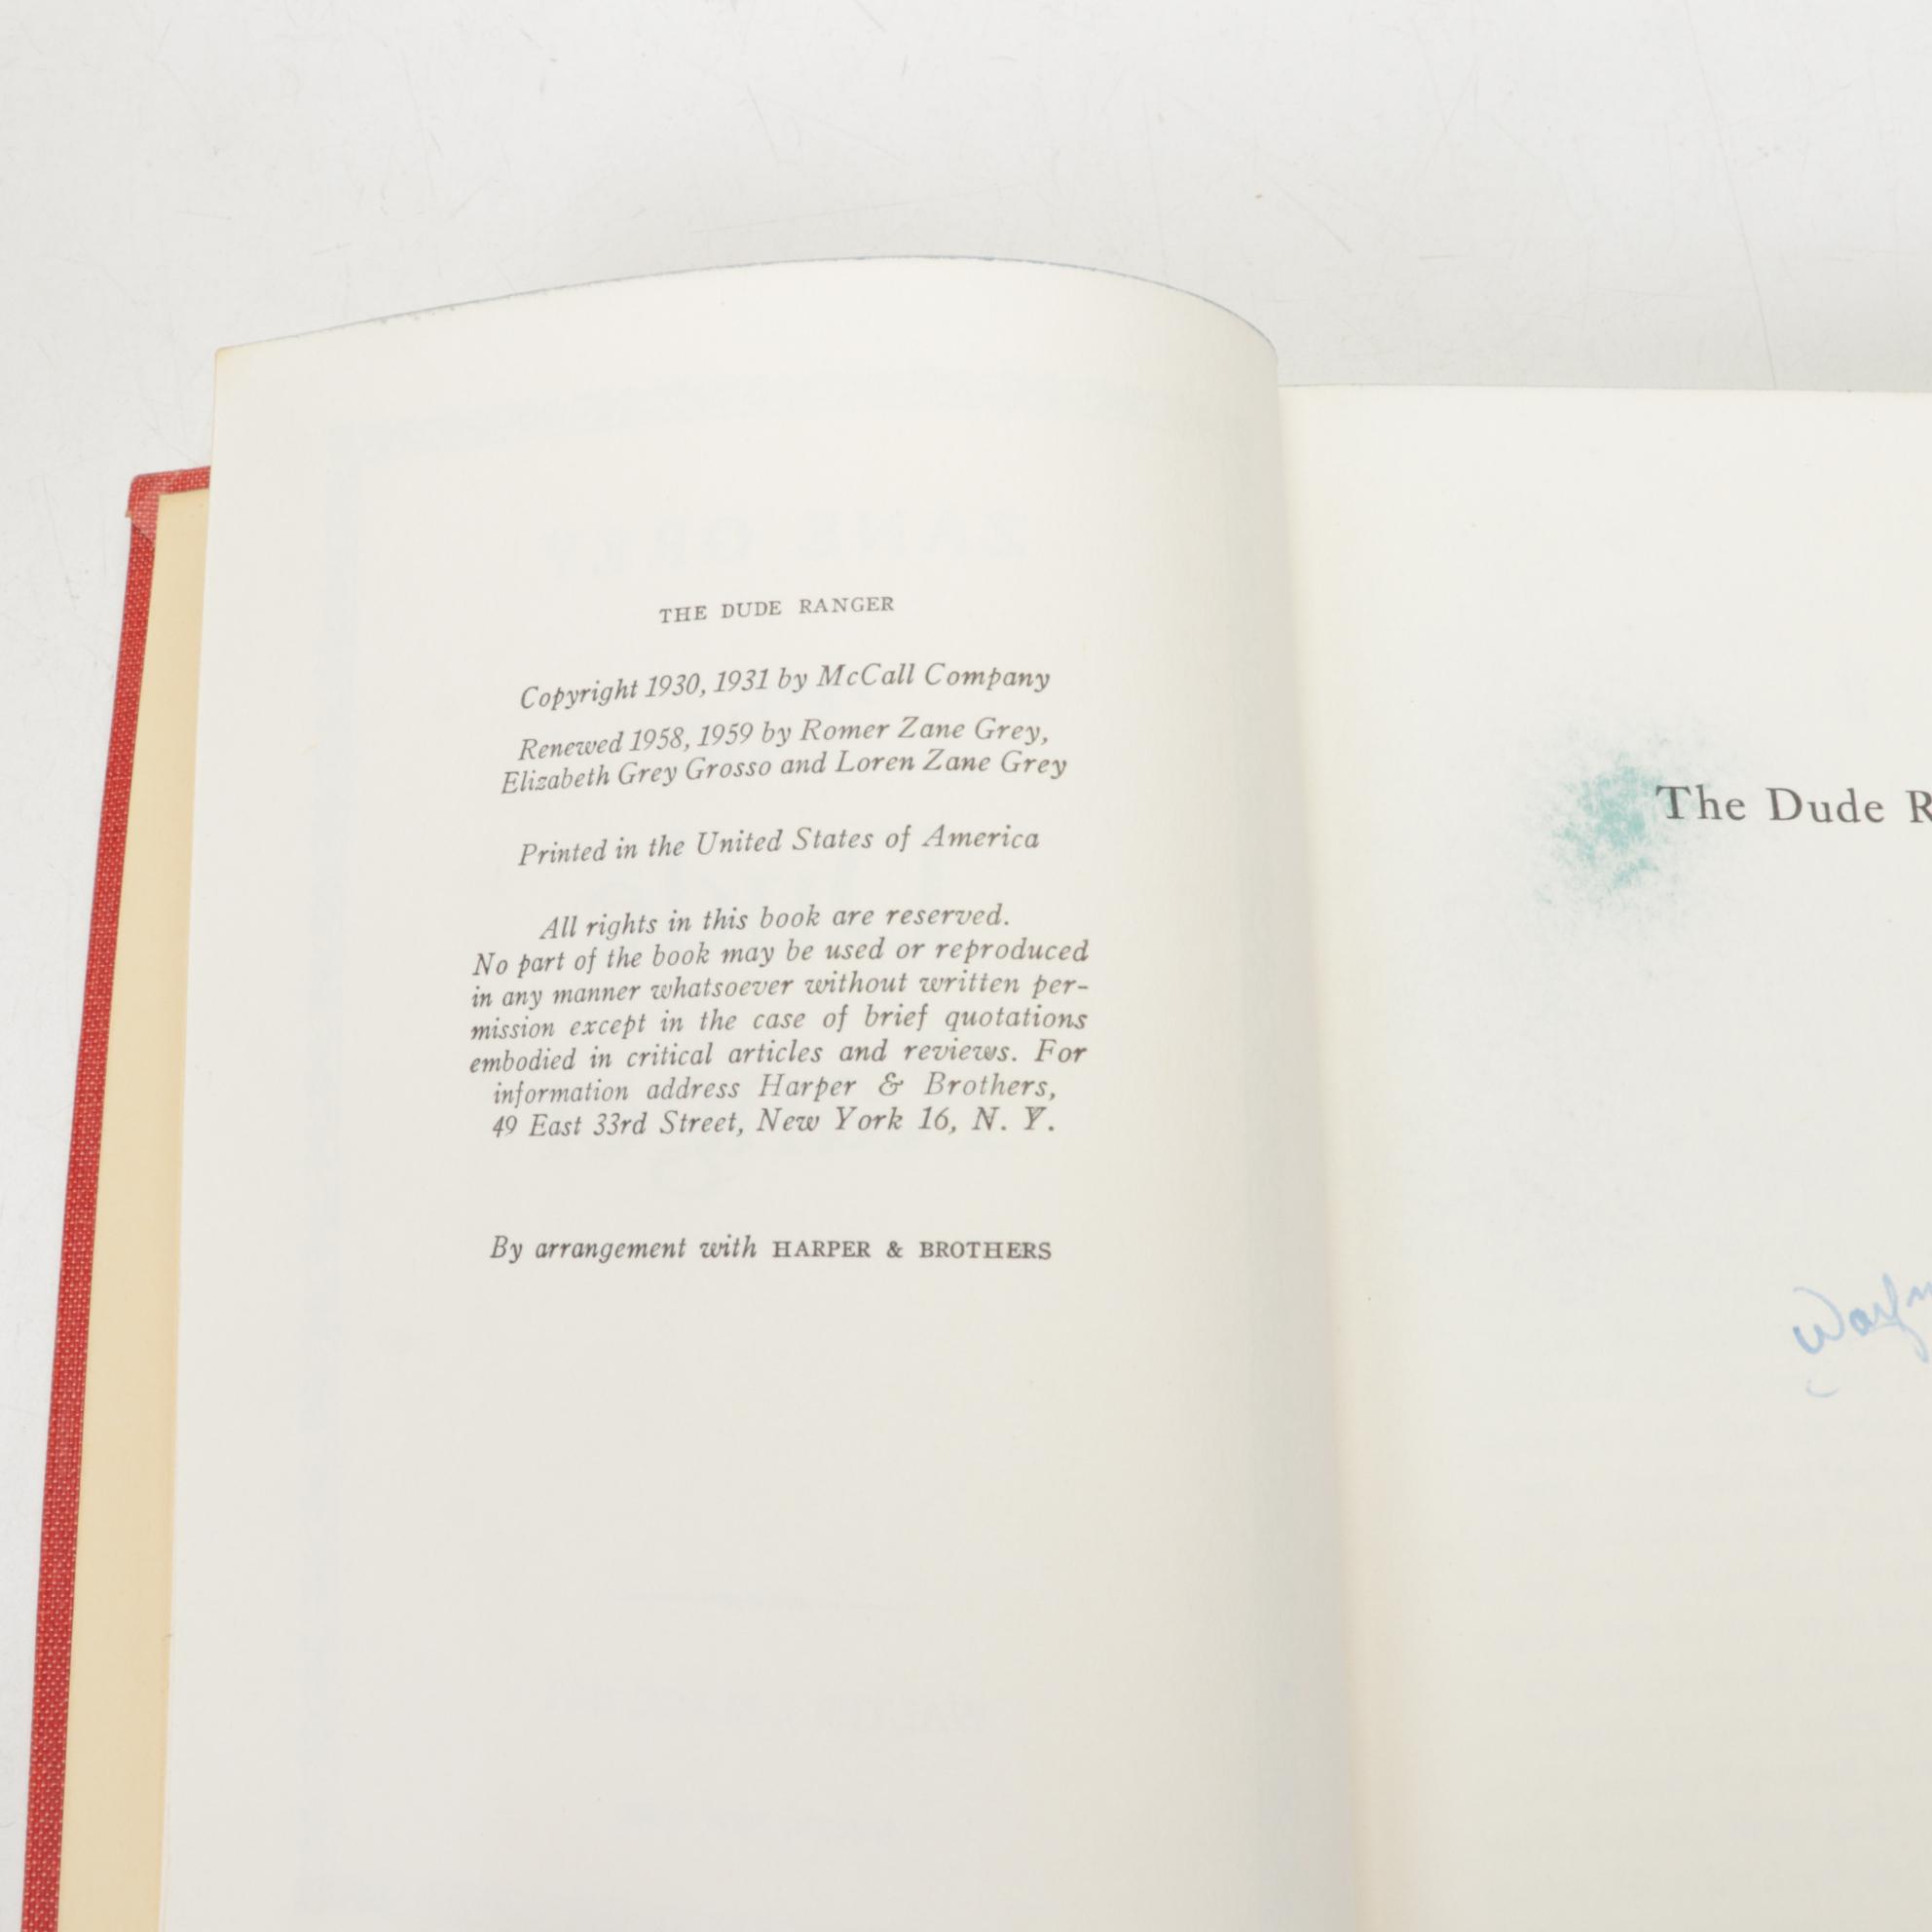 THE DUDE RANGER
Copyright 1930, 1931 by McCall Company
Renewed 1958, 1959 by Romer Zane Grey,
Elizabeth Grey Grosso and Loren Zane Grey
Printed in the United States of America
All rights in this book are reserved.
No part of the book may be used or reproduced
in any manner whatsoever without written per-
mission except in the case of brief quotations
embodied in critical articles and reviews. For
information address Harper & Brothers,
49 East 33rd Street, New York 16, N. Y.
By arrangement with HARPER & BROTHERS
The Dude R